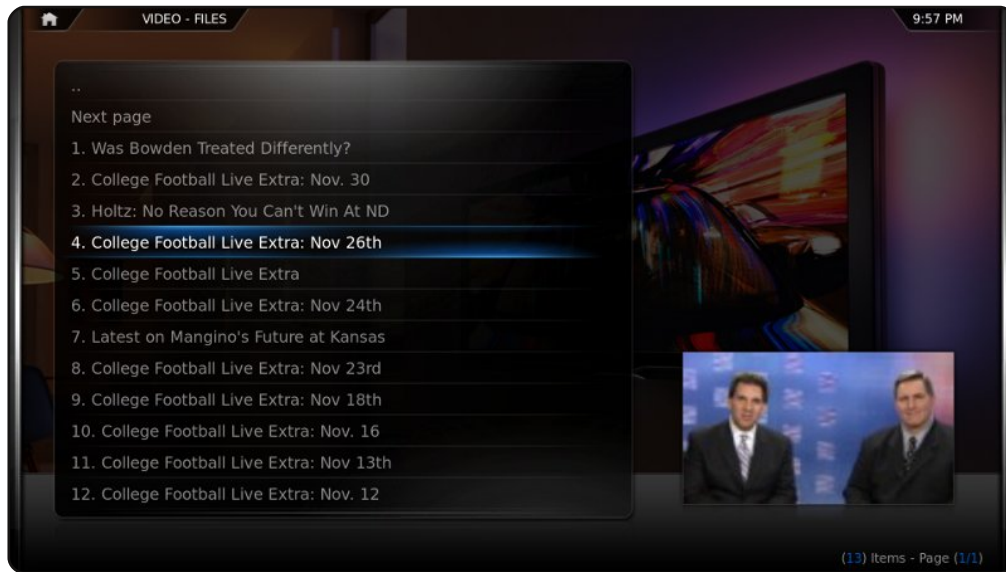 VIDEO - FILES
9:57 PM
..
Next page
1. Was Bowden Treated Differently?
2. College Football Live Extra: Nov. 30
3. Holtz: No Reason You Can't Win At ND
4. College Football Live Extra: Nov 26th
5. College Football Live Extra
6. College Football Live Extra: Nov 24th
7. Latest on Mangino's Future at Kansas
8. College Football Live Extra: Nov 23rd
9. College Football Live Extra: Nov 18th
10. College Football Live Extra: Nov. 16
11. College Football Live Extra: Nov 13th
12. College Football Live Extra: Nov. 12
(13) Items - Page (1/1)